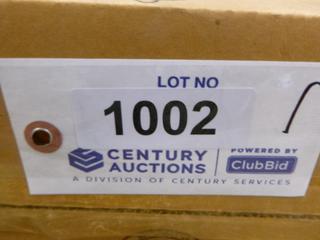 LOT NO
1002
CENTURY AUCTIONS
POWERED BY ClubBid
A DIVISION OF CENTURY SERVICES